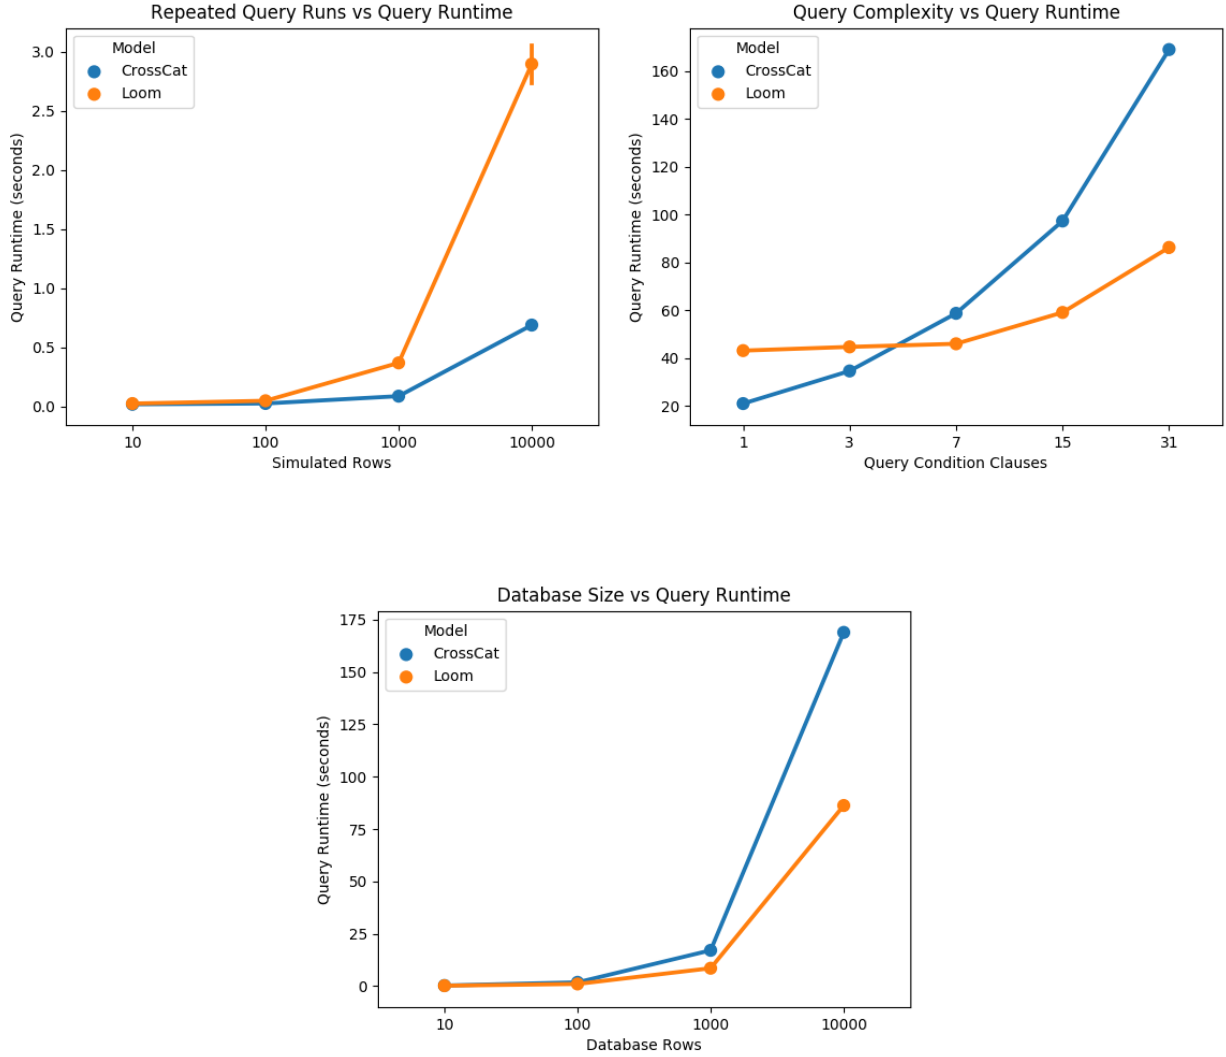 Repeated Query Runs vs Query Runtime
Query Runtime (seconds)
3.0
2.5
2.0
1.5
1.0
0.5
0.0
Model
CrossCat
Loom
10 100 1000 10000
Simulated Rows
Query Complexity vs Query Runtime
Query Runtime (seconds)
160
140
120
100
80
60
40
20
Model
CrossCat
Loom
1 3 7 15 31
Query Condition Clauses
Database Size vs Query Runtime
Query Runtime (seconds)
175
150
125
100
75
50
25
0
Model
CrossCat
Loom
10 100 1000 10000
Database Rows